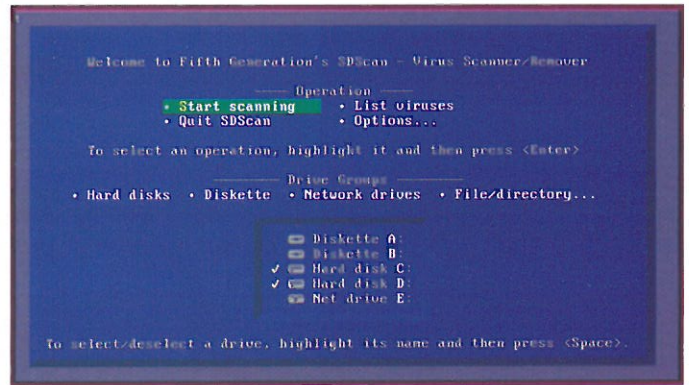 Welcome to Fifth Generation's SDScan - Virus Scanner/Remover
Operation
• Start scanning • List viruses
• Quit SDScan • Options...
To select an operation, highlight it and then press <Enter>
Drive Groups
• Hard disks • Diskette • Network drives • File/directory...
Diskette A:
Diskette B:
✓ Hard disk C:
✓ Hard disk D:
Net drive E:
To select/deselect a drive, highlight its name and then press <Space>.